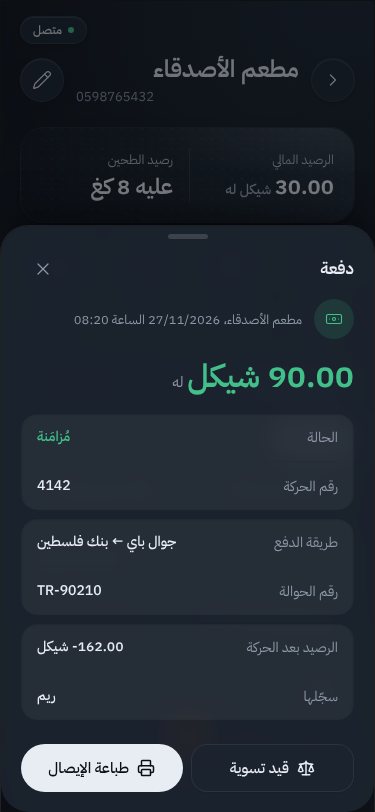 متصل
مطعم الأصدقاء
0598765432
الرصيد المالي
30.00 شيكل له
رصيد الطحين
عليه 8 كغ
دفعة
مطعم الأصدقاء، 27/11/2026 الساعة 08:20
90.00 شيكل له
الحالة
مُزامَنة
رقم الحركة
4142
طريقة الدفع
جوال باي ← بنك فلسطين
رقم الحوالة
TR-90210
الرصيد بعد الحركة
-162.00 شيكل
سجّلها
ريم
قيد تسوية
طباعة الإيصال